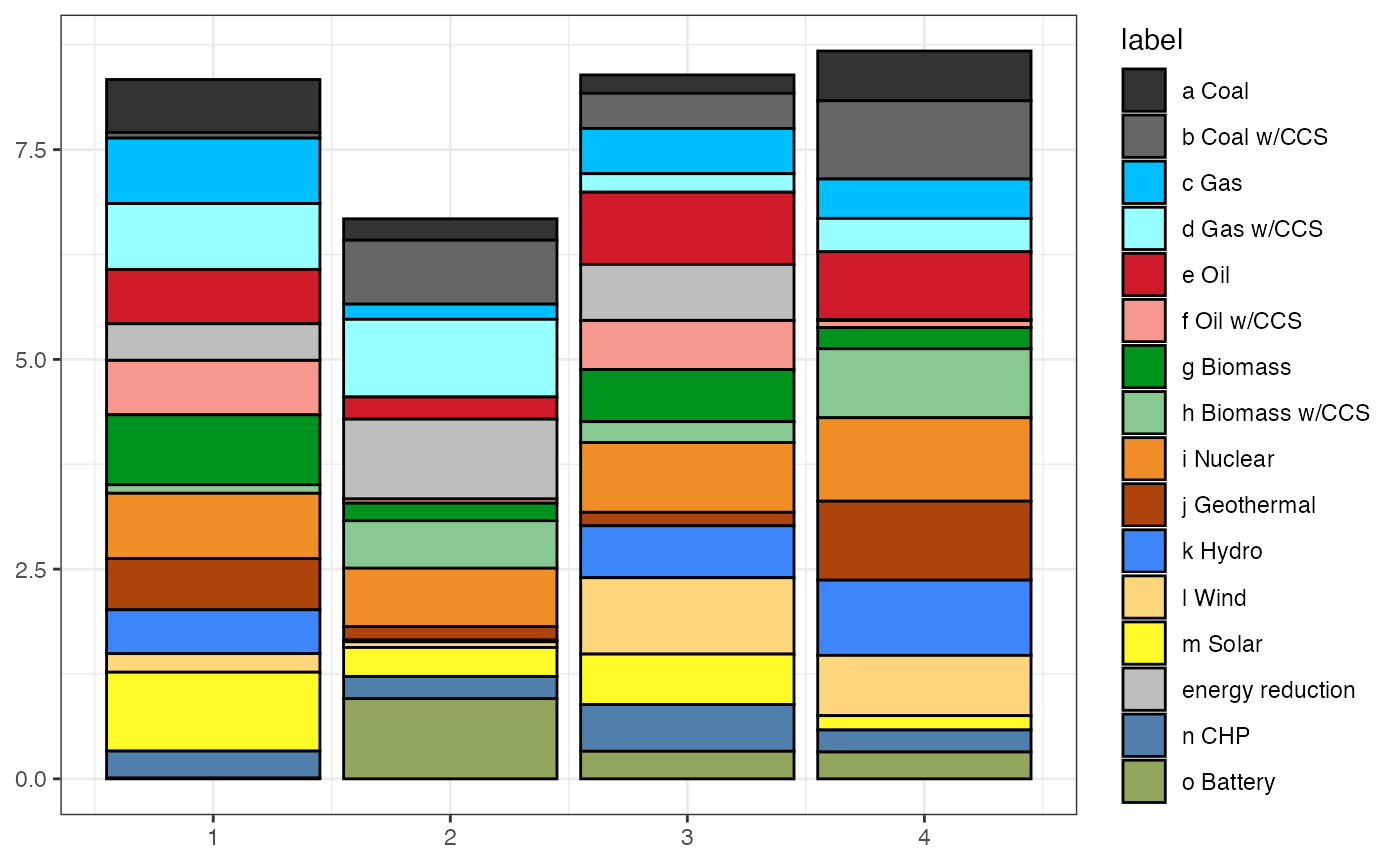 label
a Coal
b Coal w/CCS
c Gas
d Gas w/CCS
e Oil
f Oil w/CCS
g Biomass
h Biomass w/CCS
i Nuclear
j Geothermal
k Hydro
l Wind
m Solar
energy reduction
n CHP
o Battery
7.5
5.0
2.5
0.0
1 2 3 4